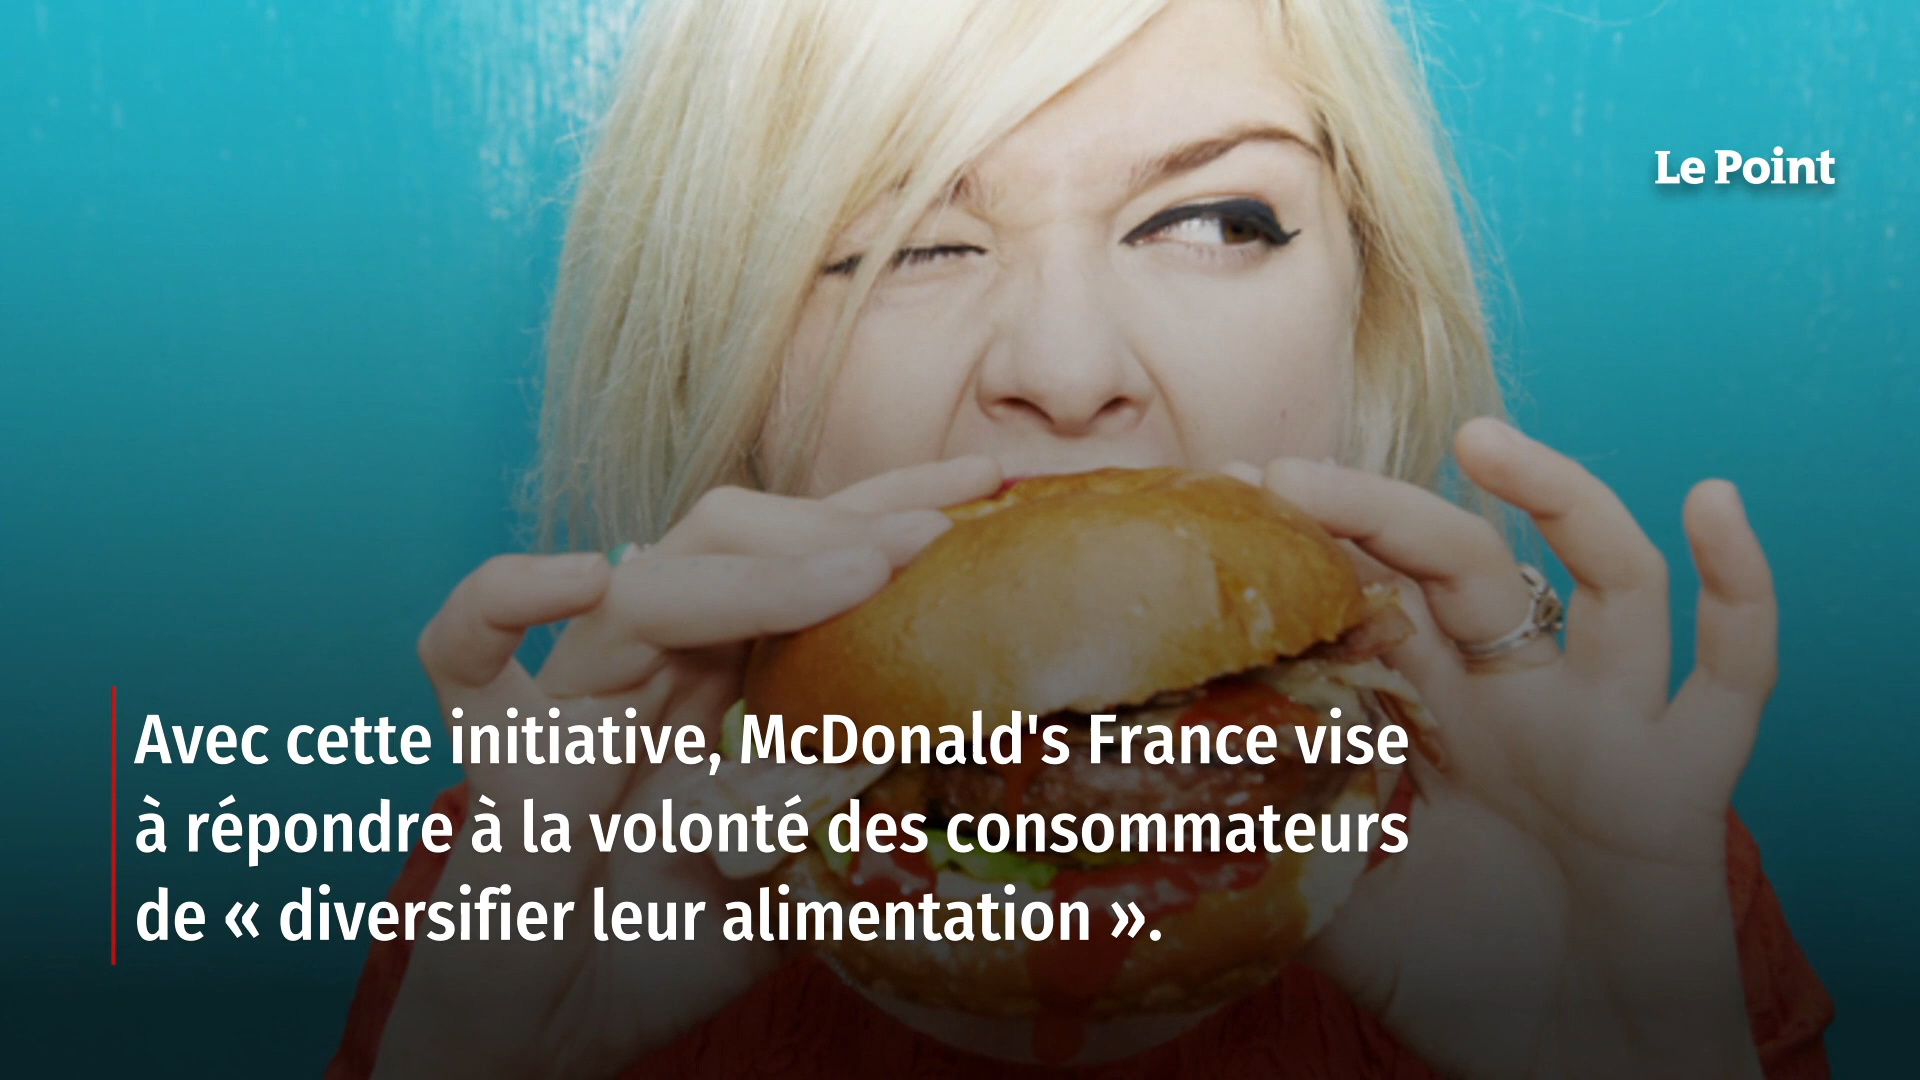 Le Point
Avec cette initiative, McDonald's France vise
à répondre à la volonté des consommateurs
de « diversifier leur alimentation ».